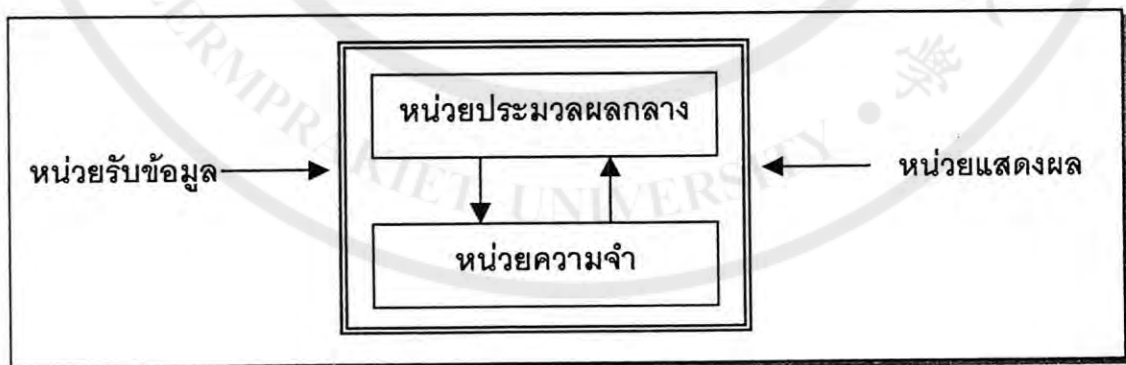 หน่วยประมวลผลกลาง
หน่วยรับข้อมูล
หน่วยแสดงผล
หน่วยความจำ
ERMPRAKIET UNIVERSITY •